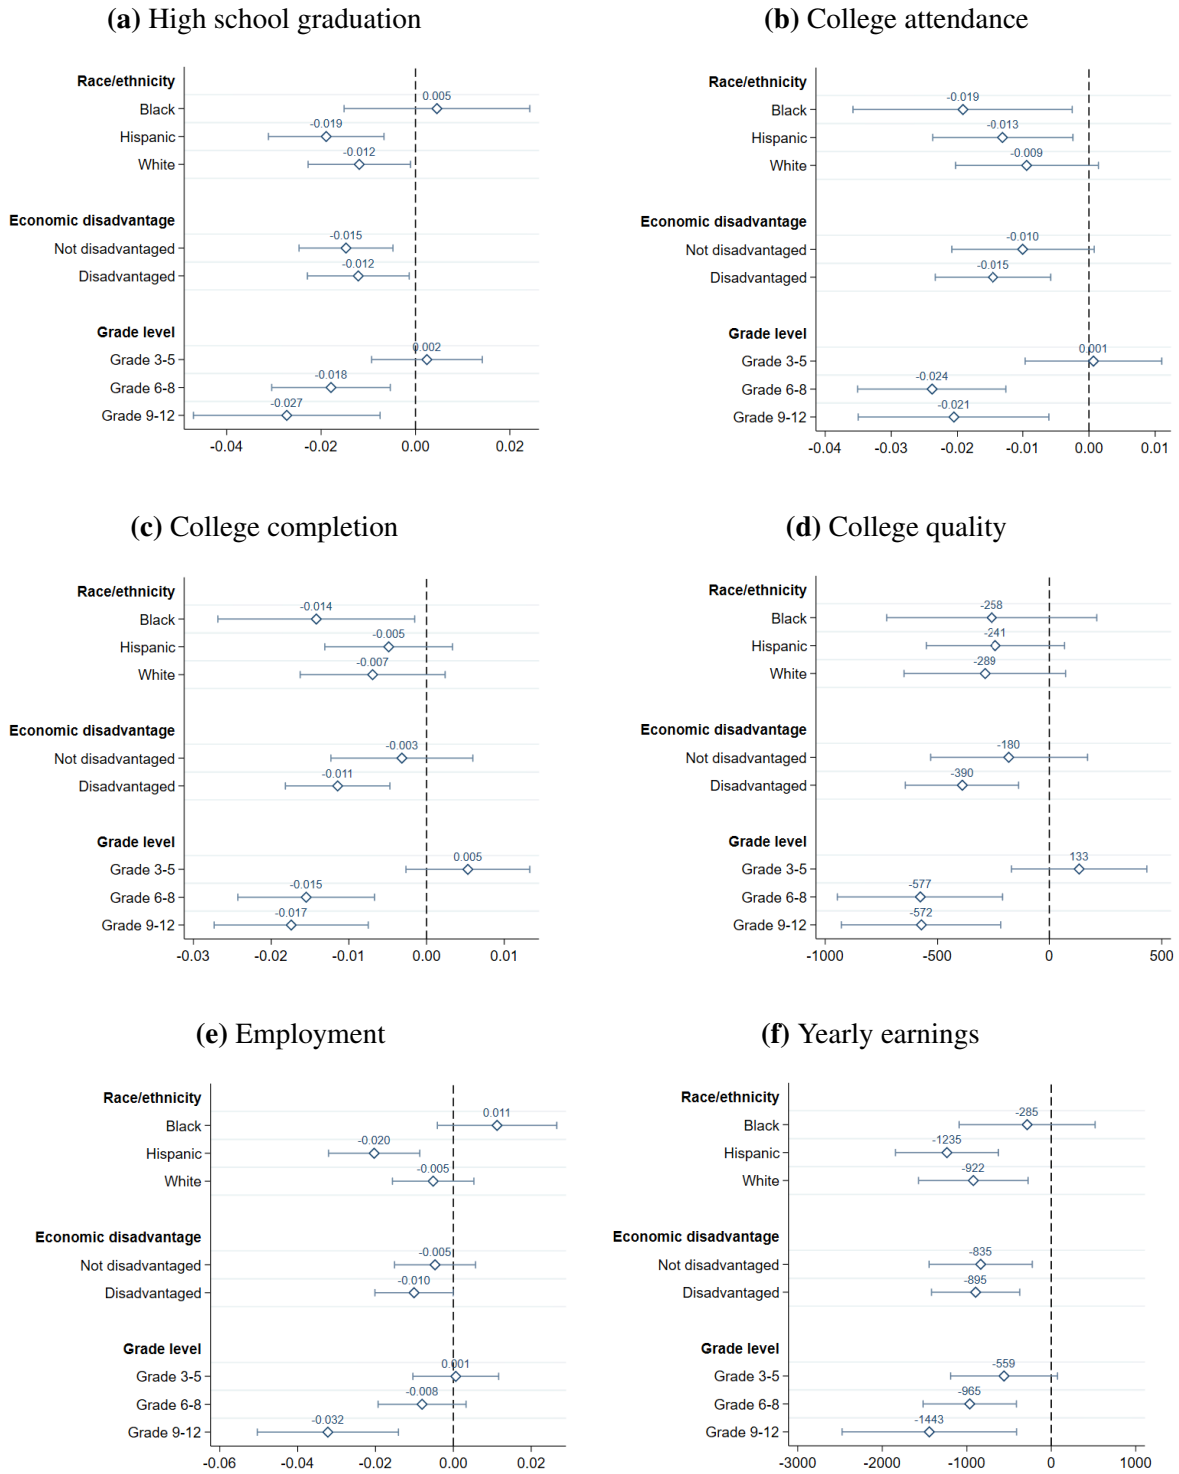 (a) High school graduation
Race/ethnicity
0.005
Black
-0.019
Hispanic
-0.012
White
Economic disadvantage
-0.015
Not disadvantaged
-0.012
Disadvantaged
Grade level
0.002
Grade 3-5
-0.018
Grade 6-8
-0.027
Grade 9-12
-0.04 -0.02 0.00 0.02
(b) College attendance
Race/ethnicity
-0.019
Black
-0.013
Hispanic
-0.009
White
Economic disadvantage
-0.010
Not disadvantaged
-0.015
Disadvantaged
Grade level
0.001
Grade 3-5
-0.024
Grade 6-8
-0.021
Grade 9-12
-0.04 -0.03 -0.02 -0.01 0.00 0.01
(c) College completion
Race/ethnicity
-0.014
Black
-0.005
Hispanic
-0.007
White
Economic disadvantage
-0.003
Not disadvantaged
-0.011
Disadvantaged
Grade level
0.005
Grade 3-5
-0.015
Grade 6-8
-0.017
Grade 9-12
-0.03 -0.02 -0.01 0.00 0.01
(d) College quality
Race/ethnicity
-258
Black
-241
Hispanic
-289
White
Economic disadvantage
-180
Not disadvantaged
-390
Disadvantaged
Grade level
133
Grade 3-5
-577
Grade 6-8
-572
Grade 9-12
-1000 -500 0 500
(e) Employment
Race/ethnicity
0.011
Black
-0.020
Hispanic
-0.005
White
Economic disadvantage
-0.005
Not disadvantaged
-0.010
Disadvantaged
Grade level
0.001
Grade 3-5
-0.008
Grade 6-8
-0.032
Grade 9-12
-0.06 -0.04 -0.02 0.00 0.02
(f) Yearly earnings
Race/ethnicity
-285
Black
-1235
Hispanic
-922
White
Economic disadvantage
-835
Not disadvantaged
-895
Disadvantaged
Grade level
-559
Grade 3-5
-965
Grade 6-8
-1443
Grade 9-12
-3000 -2000 -1000 0 1000